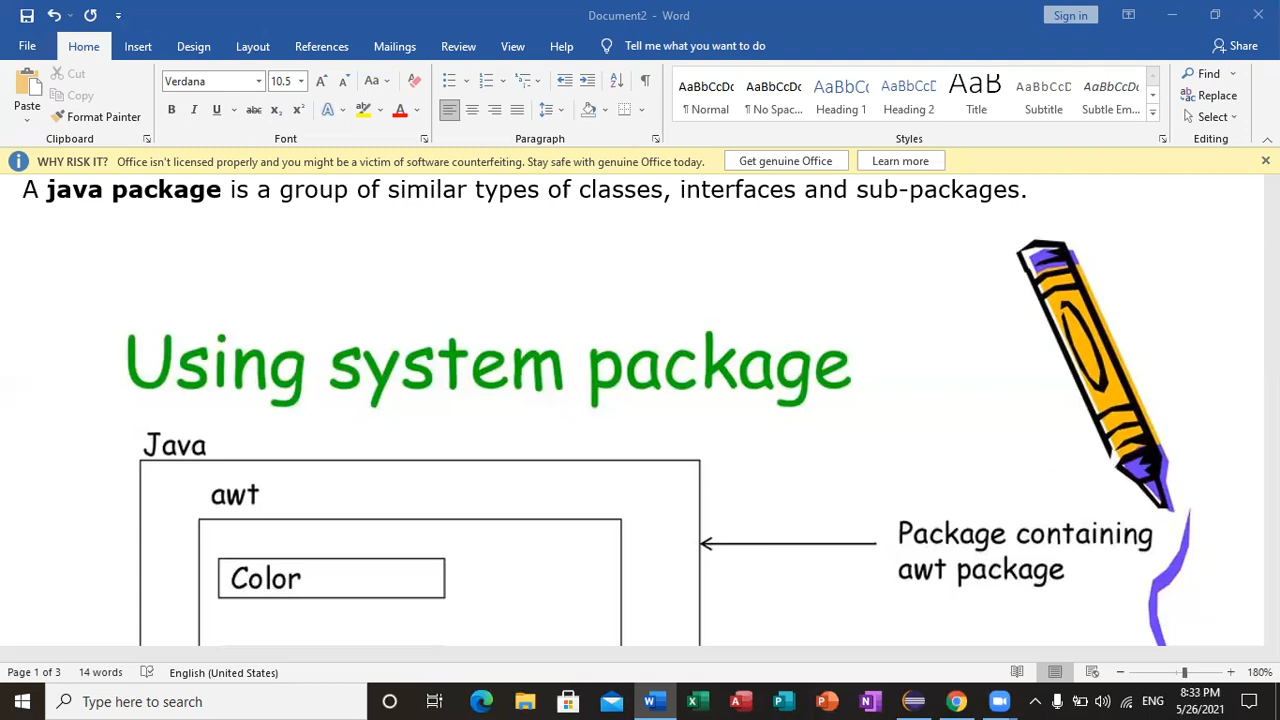 Document2 - Word
Sign in
File Home Insert Design Layout References Mailings Review View Help Tell me what you want to do Share
Paste
Cut
Copy
Format Painter
Clipboard
Verdana 10.5
Font
Paragraph
AaBbCcDc ¶ Normal
AaBbCcDc ¶ No Spac...
AaBbCc Heading 1
AaBbCcD Heading 2
AaB Title
AaBbCcD Subtitle
AaBbCcD Subtle Em...
Styles
Find
Replace
Select
Editing
WHY RISK IT? Office isn't licensed properly and you might be a victim of software counterfeiting. Stay safe with genuine Office today. Get genuine Office Learn more
A java package is a group of similar types of classes, interfaces and sub-packages.
Using system package
Java
awt
Color
Package containing
awt package
Page 1 of 3 14 words English (United States) 180%
Type here to search
ENG
8:33 PM
5/26/2021